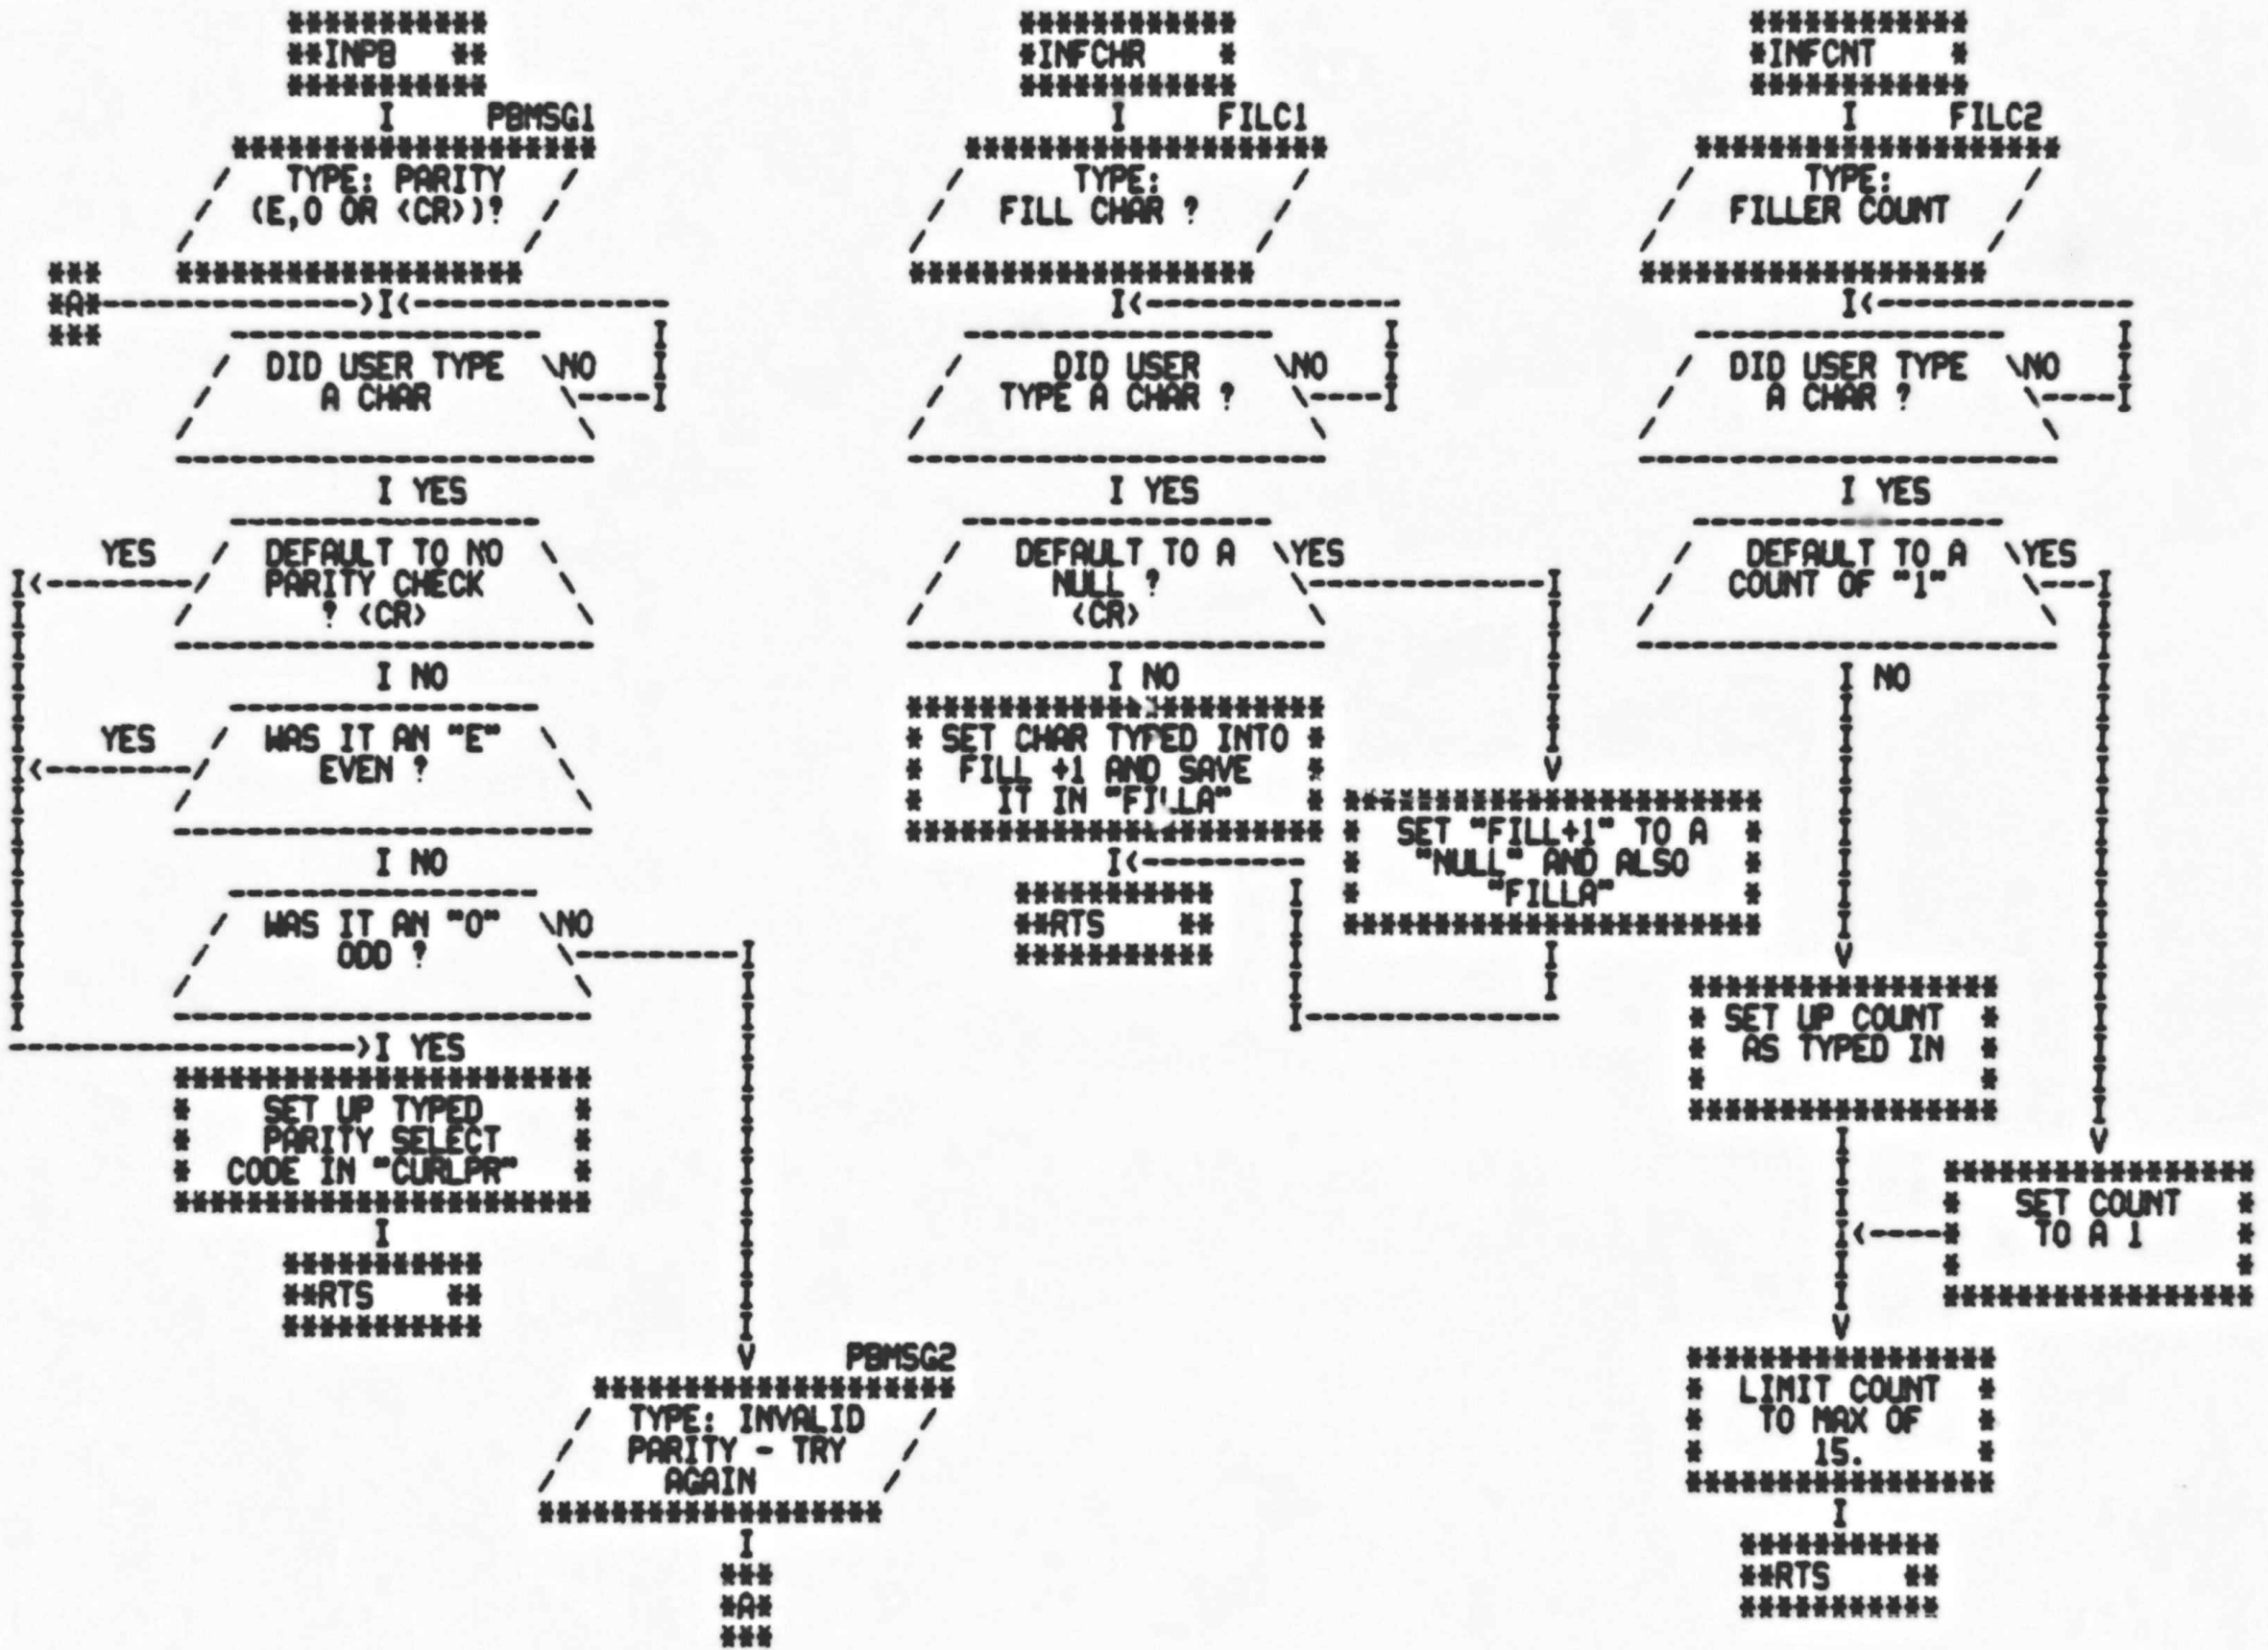 INPB
PBMSG1
TYPE: PARITY
(E,O OR <CR>)?
A
DID USER TYPE
A CHAR
NO
YES
DEFAULT TO NO
PARITY CHECK
? <CR>
YES
NO
WAS IT AN "E"
EVEN ?
YES
NO
WAS IT AN "O"
ODD ?
NO
YES
SET UP TYPED
PARITY SELECT
CODE IN "CURLPR"
RTS
PBMSG2
TYPE: INVALID
PARITY - TRY
AGAIN
A
INFCHR
FILC1
TYPE:
FILL CHAR ?
DID USER
TYPE A CHAR ?
NO
YES
DEFAULT TO A
NULL ?
<CR>
YES
NO
SET CHAR TYPED INTO
FILL +1 AND SAVE
IT IN "FILLA"
SET "FILL+1" TO A
"NULL" AND ALSO
"FILLA"
RTS
INFCNT
FILC2
TYPE:
FILLER COUNT
DID USER TYPE
A CHAR ?
NO
YES
DEFAULT TO A
COUNT OF "1"
YES
NO
SET UP COUNT
AS TYPED IN
SET COUNT
TO A 1
LIMIT COUNT
TO MAX OF
15.
RTS